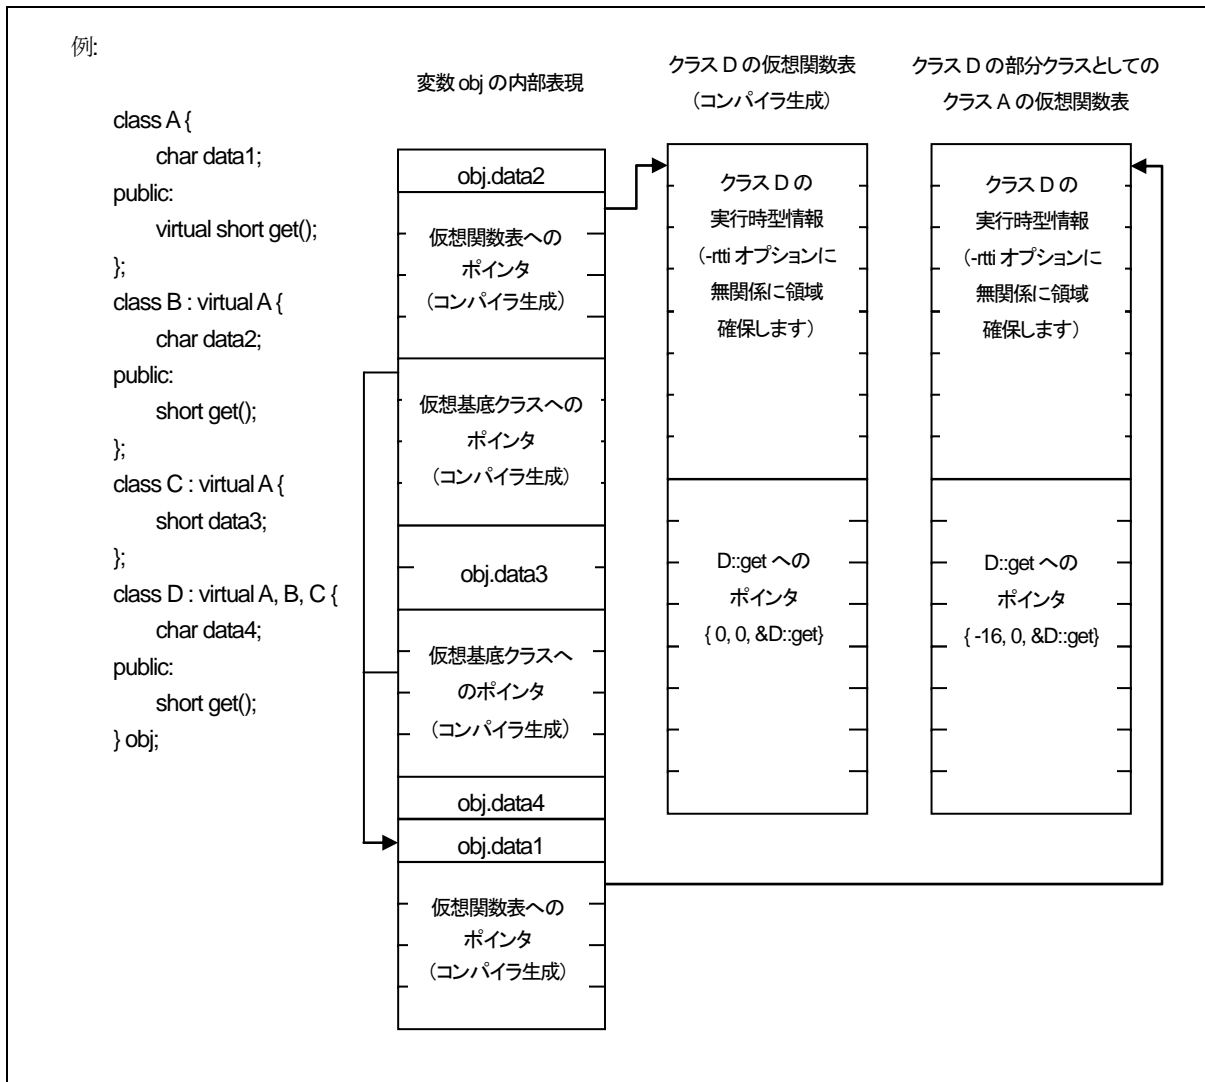 例:
class A {
char data1;
public:
virtual short get();
};
class B : virtual A {
char data2;
public:
short get();
};
class C : virtual A {
short data3;
};
class D : virtual A, B, C {
char data4;
public:
short get();
} obj;
変数 obj の内部表現
obj.data2
仮想関数表への
ポインタ
(コンパイラ生成)
仮想基底クラスへの
ポインタ
(コンパイラ生成)
obj.data3
仮想基底クラスへ
のポインタ
(コンパイラ生成)
obj.data4
obj.data1
仮想関数表への
ポインタ
(コンパイラ生成)
クラス D の仮想関数表
(コンパイラ生成)
クラス D の
実行時型情報
(-rtti オプションに
無関係に領域
確保します)
D::get への
ポインタ
{ 0, 0, &D::get}
クラス D の部分クラスとしての
クラス A の仮想関数表
クラス D の
実行時型情報
(-rtti オプションに
無関係に領域
確保します)
D::get への
ポインタ
{ -16, 0, &D::get}